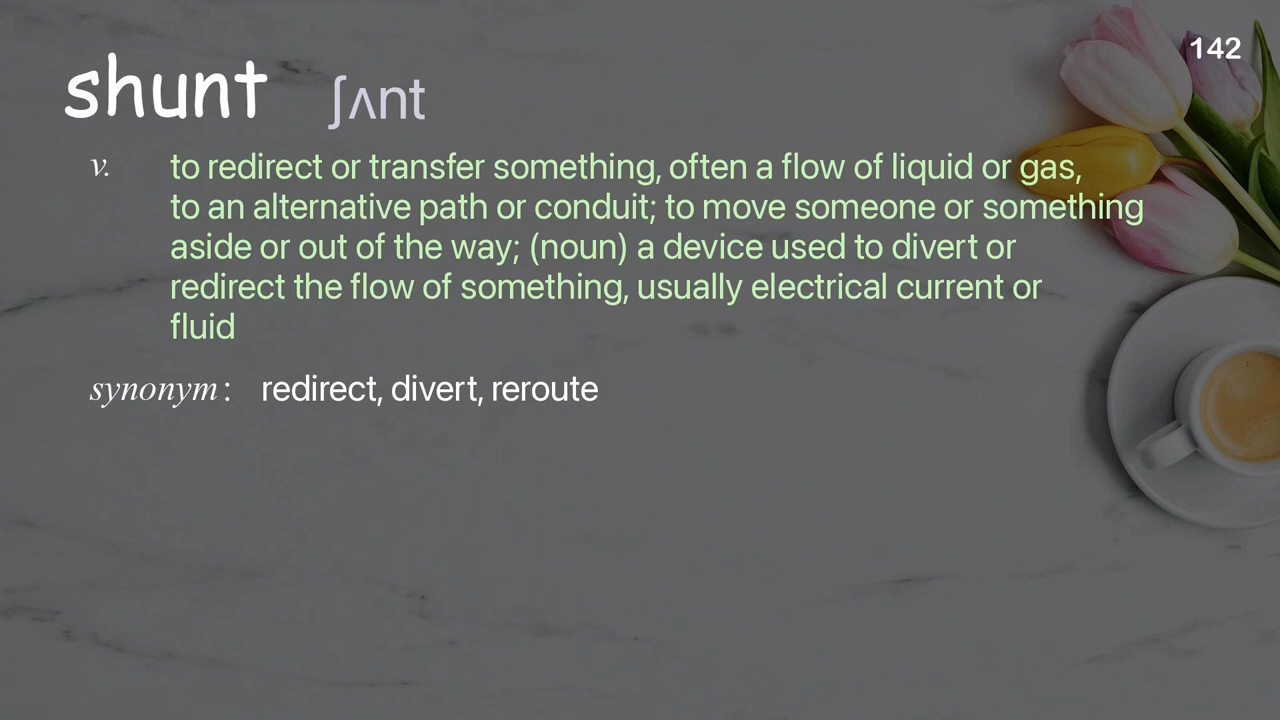 142
shunt ʃʌnt
v. to redirect or transfer something, often a flow of liquid or gas,
to an alternative path or conduit; to move someone or something
aside or out of the way; (noun) a device used to divert or
redirect the flow of something, usually electrical current or
fluid
synonym: redirect, divert, reroute